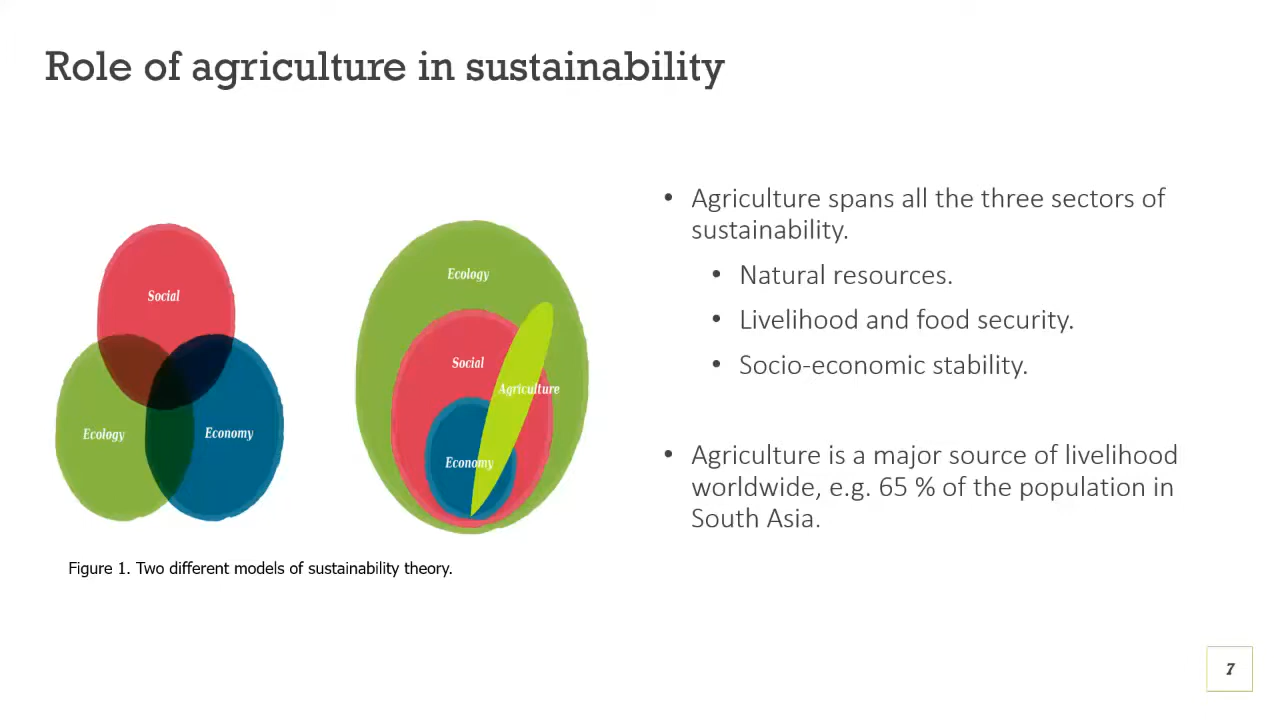 Role of agriculture in sustainability
Social
Ecology
Economy
Ecology
Social
Agriculture
Economy
Figure 1. Two different models of sustainability theory.
• Agriculture spans all the three sectors of
sustainability.
• Natural resources.
• Livelihood and food security.
• Socio-economic stability.
• Agriculture is a major source of livelihood
worldwide, e.g. 65 % of the population in
South Asia.
7